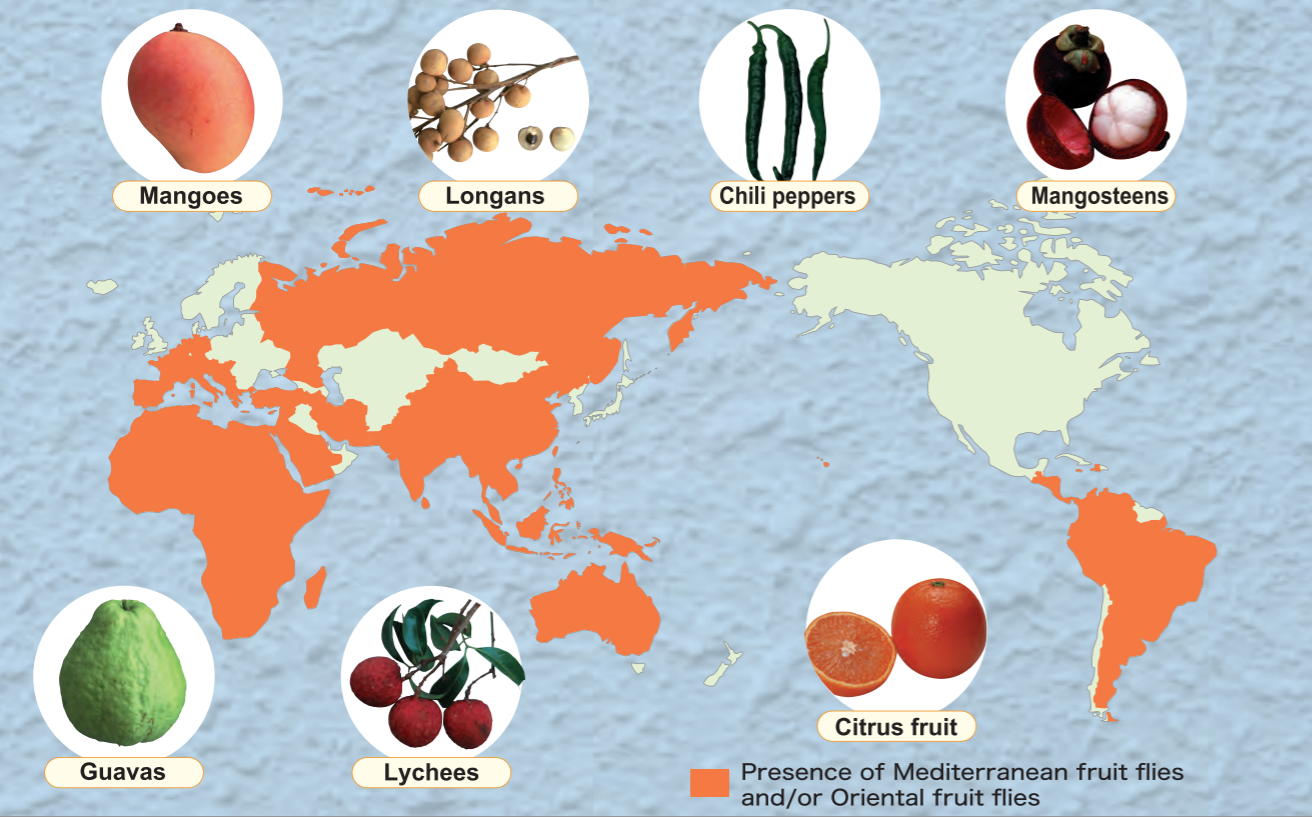 Mangoes
Longans
Chili peppers
Mangosteens
Guavas
Lychees
Citrus fruit
Presence of Mediterranean fruit flies
and/or Oriental fruit flies